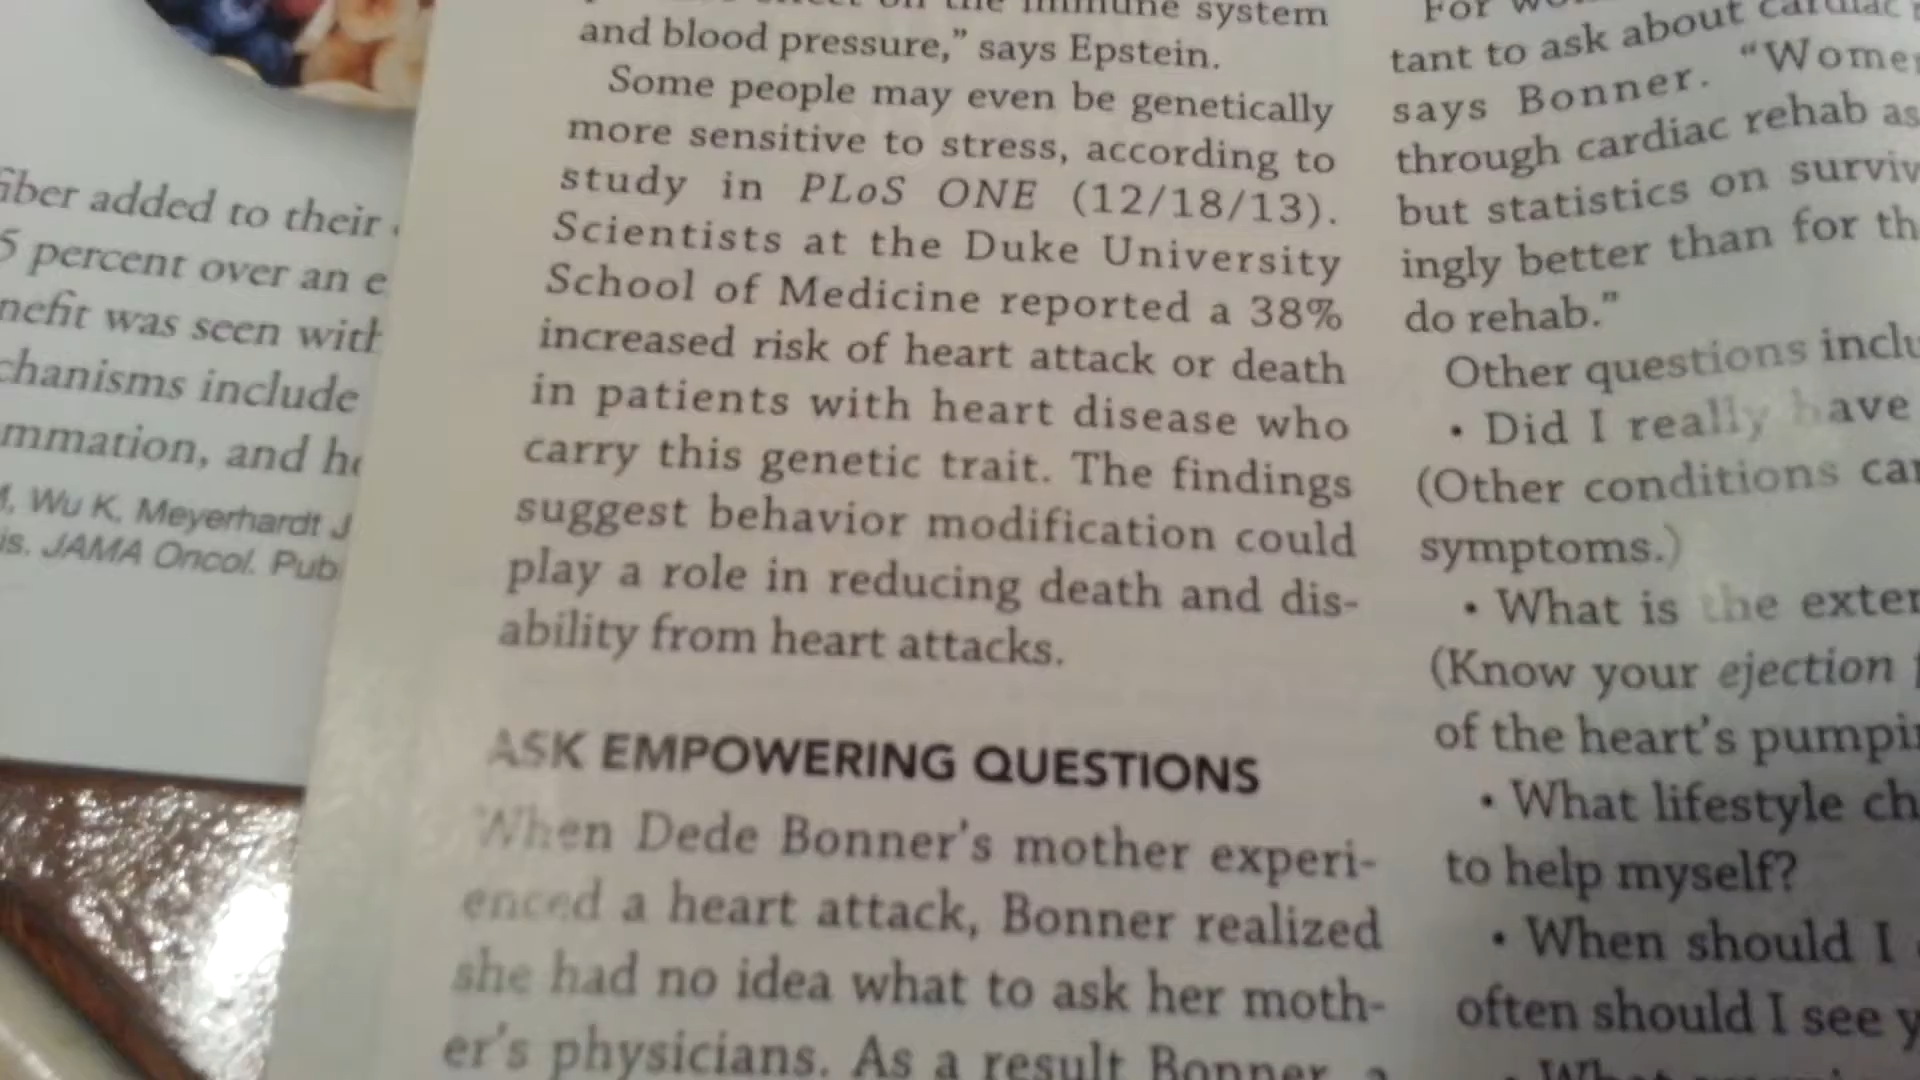 fiber added to their
5 percent over an
nefit was seen with
chanisms include
mmation, and
Wu K, Meyerhardt J
is. JAMA Oncol. Pub
the immune system
and blood pressure,” says Epstein.
Some people may even be genetically
more sensitive to stress, according to
study in PLoS ONE (12/18/13).
Scientists at the Duke University
School of Medicine reported a 38%
increased risk of heart attack or death
in patients with heart disease who
carry this genetic trait. The findings
suggest behavior modification could
play a role in reducing death and dis-
ability from heart attacks.
ASK EMPOWERING QUESTIONS
When Dede Bonner’s mother experi-
enced a heart attack, Bonner realized
she had no idea what to ask her moth-
er’s physicians. As a result Bonner, a
For
tant to ask about cardiac
says Bonner. “Women
through cardiac rehab as
but statistics on surviv
ingly better than for th
do rehab.”
Other questions inclu
• Did I really have
(Other conditions can
symptoms.)
• What is the exten
(Know your ejection
of the heart’s pumpi
• What lifestyle ch
to help myself?
• When should I
often should I see y